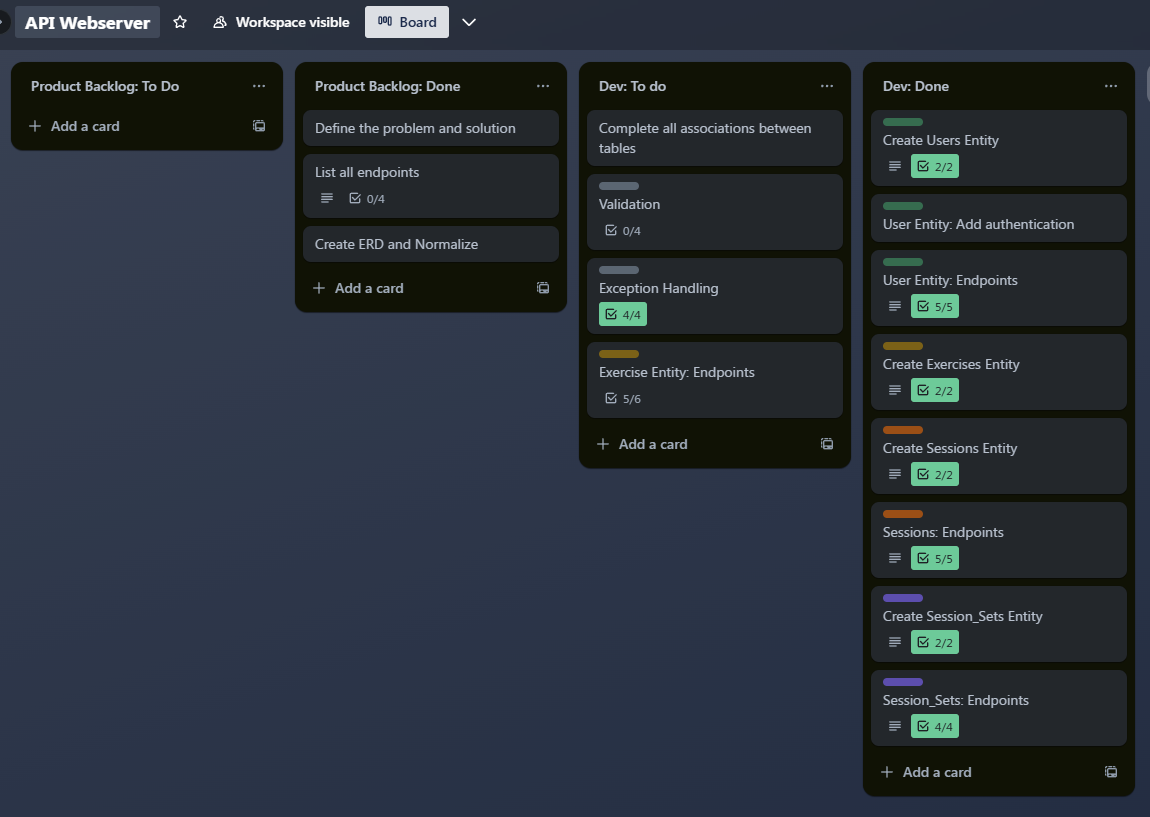 API Webserver
Workspace visible
Board
Product Backlog: To Do
Add a card
Product Backlog: Done
Define the problem and solution
List all endpoints
0/4
Create ERD and Normalize
Add a card
Dev: To do
Complete all associations between
tables
Validation
0/4
Exception Handling
4/4
Exercise Entity: Endpoints
5/6
Add a card
Dev: Done
Create Users Entity
2/2
User Entity: Add authentication
User Entity: Endpoints
5/5
Create Exercises Entity
2/2
Create Sessions Entity
2/2
Sessions: Endpoints
5/5
Create Session_Sets Entity
2/2
Session_Sets: Endpoints
4/4
Add a card